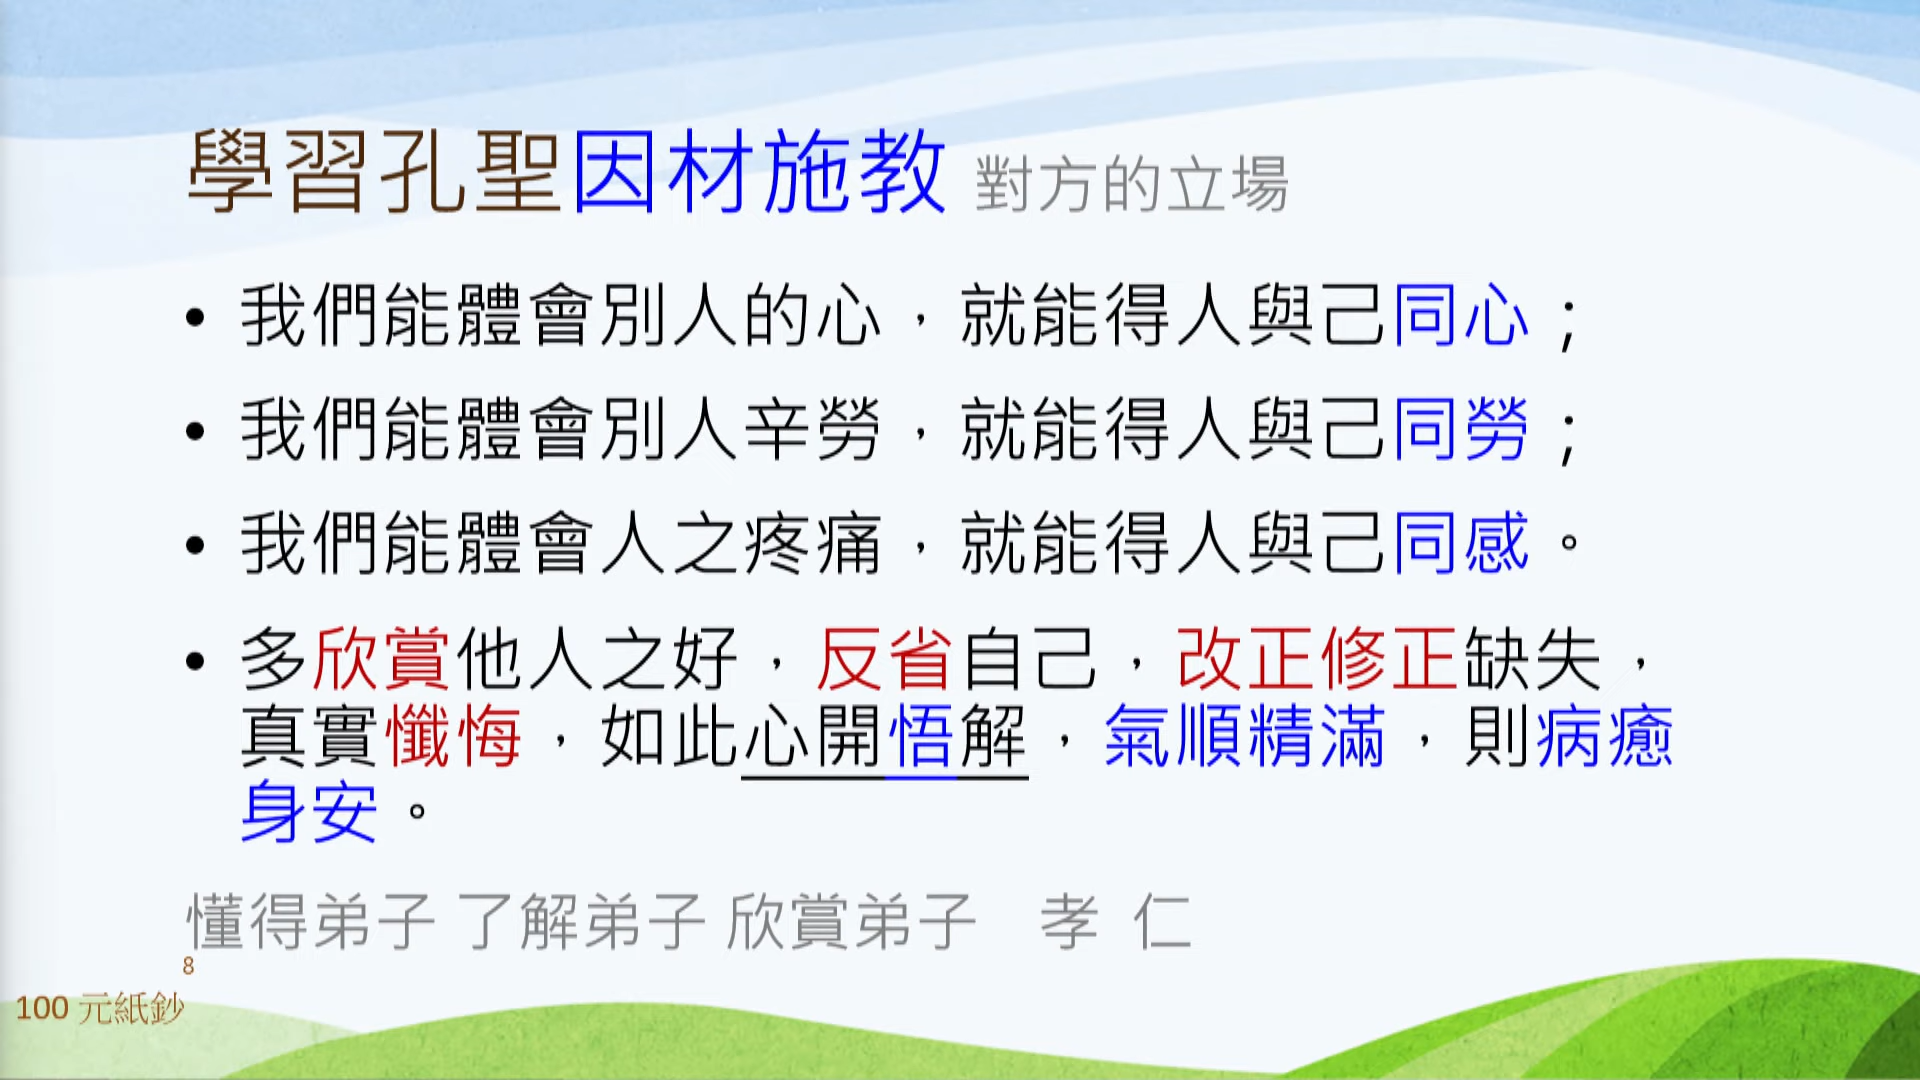 學習孔聖因材施教 對方的立場
• 我們能體會別人的心，就能得人與己同心；
• 我們能體會別人辛勞，就能得人與己同勞；
• 我們能體會人之疼痛，就能得人與己同感。
• 多欣賞他人之好，反省自己，改正修正缺失，
真實懺悔，如此心開悟解，氣順精滿，則病癒
身安。
懂得弟子 了解弟子 欣賞弟子 孝 仁
8
100 元紙鈔